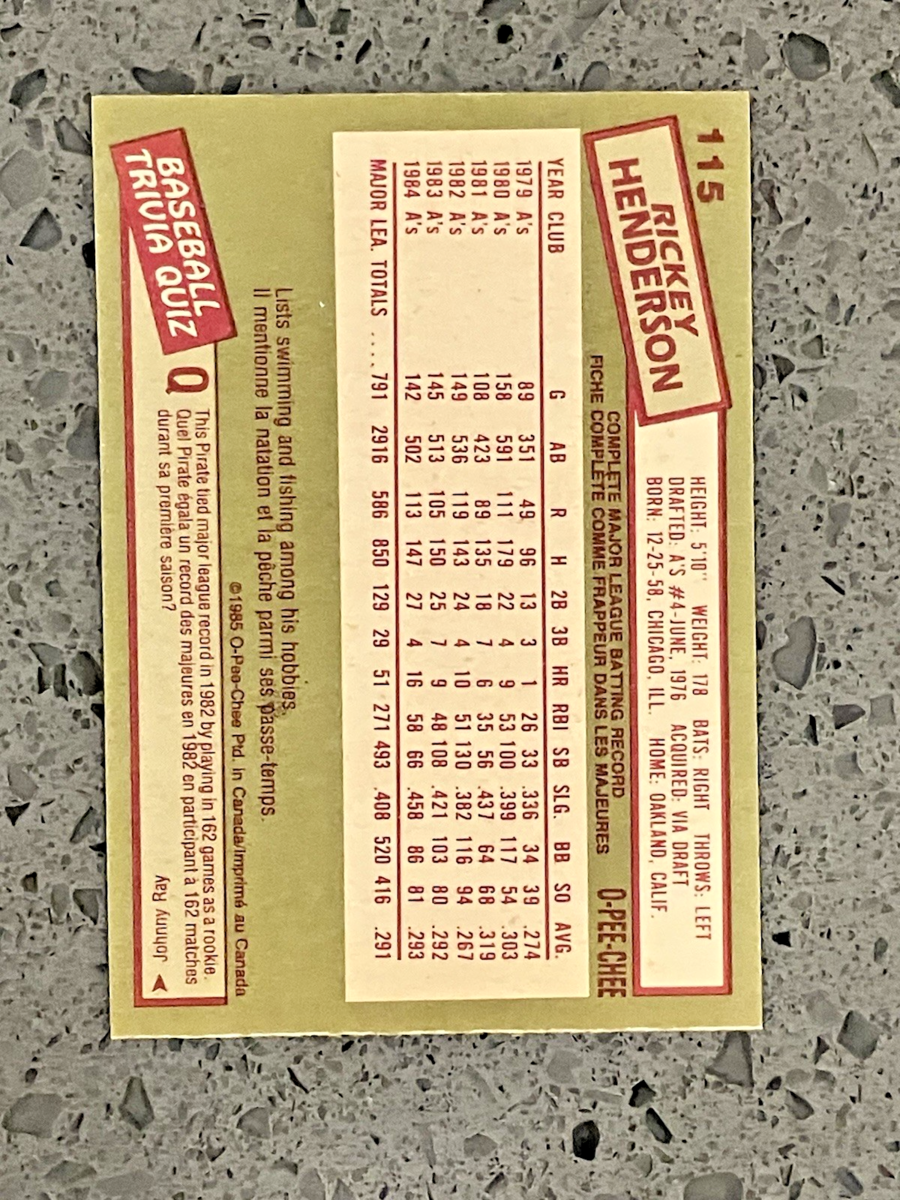 115
RICKEY
HENDERSON
HEIGHT: 5'10" WEIGHT: 178 BATS: RIGHT THROWS: LEFT
DRAFTED: A'S #4-JUNE, 1976 ACQUIRED: VIA DRAFT
BORN: 12-25-58, CHICAGO, ILL. HOME: OAKLAND, CALIF.
COMPLETE MAJOR LEAGUE BATTING RECORD
FICHE COMPLÈTE COMME FRAPPEUR DANS LES MAJEURES
O-PEE-CHEE
YEAR CLUB G AB R H 2B 3B HR RBI SB SLG. BB SO AVG.
1979 A's 89 351 49 96 13 3 1 26 33 .336 34 39 .274
1980 A's 158 591 111 179 22 4 9 53 100 .399 117 54 .303
1981 A's 108 423 89 135 18 7 6 35 56 .437 64 68 .319
1982 A's 149 536 119 143 24 4 10 51 130 .382 116 94 .267
1983 A's 145 513 105 150 25 7 9 48 108 .421 103 80 .292
1984 A's 142 502 113 147 27 4 16 58 66 .458 86 81 .293
MAJOR LEA. TOTALS .... 791 2916 586 850 129 29 51 271 493 .408 520 416 .291
Lists swimming and fishing among his hobbies.
Il mentionne la natation et la pêche parmi ses passe-temps.
©1985 O-Pee-Chee Ptd. in Canada/Imprimé au Canada
BASEBALL
TRIVIA QUIZ
Q
This Pirate tied major league record in 1982 by playing in 162 games as a rookie.
Quel Pirate égala un record des majeures en 1982 en participant à 162 matches
durant sa première saison?
Johnny Ray